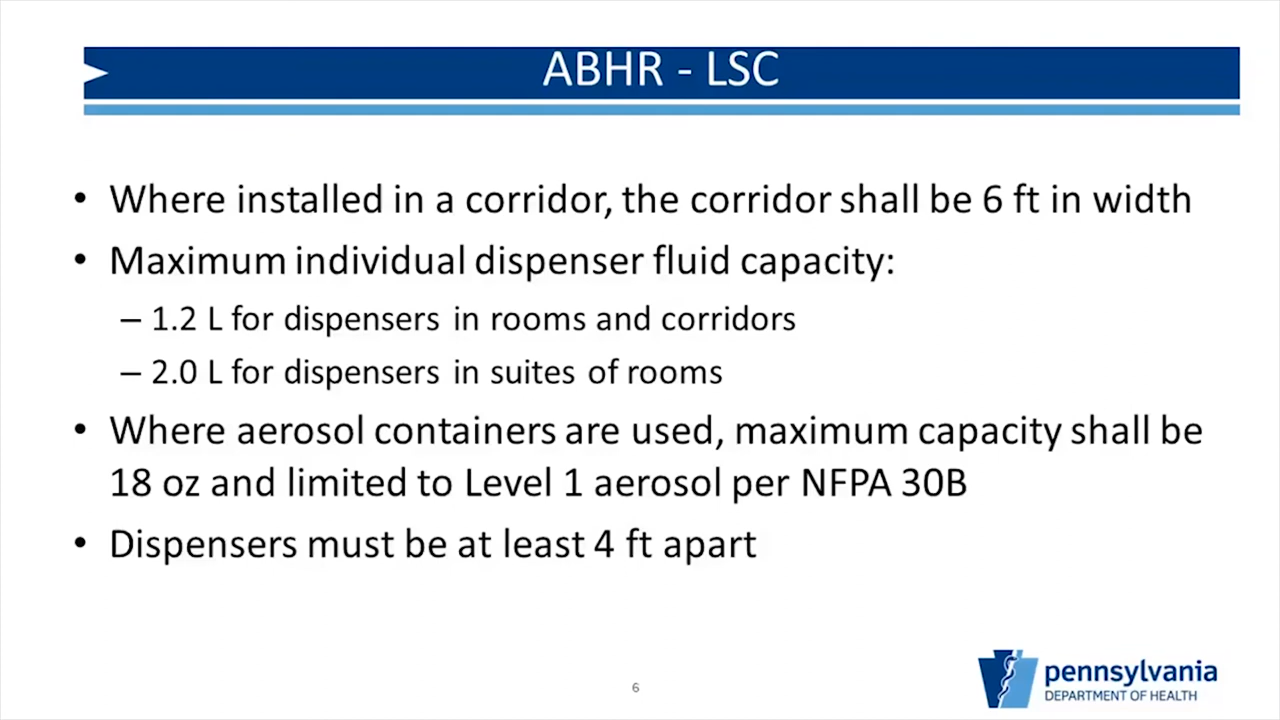 ABHR - LSC
• Where installed in a corridor, the corridor shall be 6 ft in width
• Maximum individual dispenser fluid capacity:
– 1.2 L for dispensers in rooms and corridors
– 2.0 L for dispensers in suites of rooms
• Where aerosol containers are used, maximum capacity shall be
18 oz and limited to Level 1 aerosol per NFPA 30B
• Dispensers must be at least 4 ft apart
6
pennsylvania
DEPARTMENT OF HEALTH